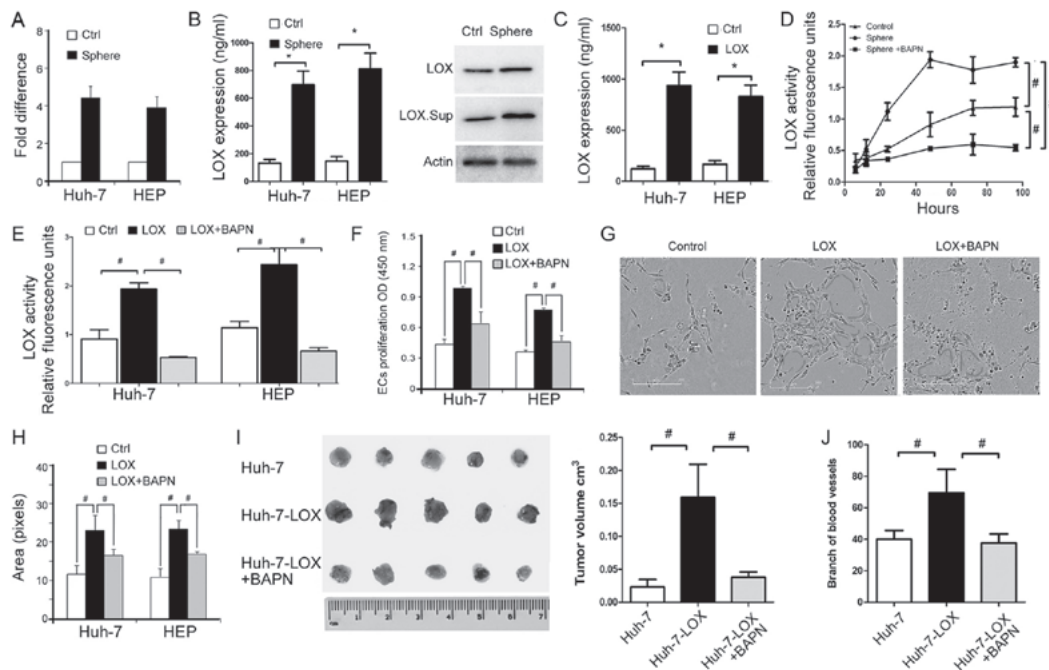 A
Ctrl
Sphere
Fold difference
8
6
4
2
0
Huh-7
HEP
B
Ctrl
Sphere
LOX expression (ng/ml)
800
600
400
200
0
*
*
Huh-7
HEP
Ctrl Sphere
LOX
LOX.Sup
Actin
C
Ctrl
LOX
LOX expression (ng/ml)
900
600
300
0
*
*
Huh-7
HEP
D
Control
Sphere
Sphere +BAPN
LOX activity
Relative fluorescence units
2.0
1.5
1.0
0.5
0.0
0 20 40 60 80 100
Hours
#
#
E
Ctrl LOX LOX+BAPN
LOX activity
Relative fluorescence units
2
1
0
# #
# #
Huh-7
HEP
F
Ctrl
LOX
LOX+BAPN
ECs proliferation OD (450 nm)
1.5
1.2
0.9
0.6
0.3
0
# #
# #
Huh-7
HEP
G
Control
LOX
LOX+BAPN
H
Ctrl
LOX
LOX+BAPN
Area (pixels)
40
30
20
10
0
# #
# #
Huh-7
HEP
I
Huh-7
Huh-7-LOX
Huh-7-LOX
+BAPN
1 2 3 4 5 6 7
Tumor volume cm3
0.25
0.20
0.15
0.10
0.05
0.00
# #
Huh-7
Huh-7-LOX
Huh-7-LOX
+BAPN
J
Branch of blood vessels
100
80
60
40
20
0
# #
Huh-7
Huh-7-LOX
Huh-7-LOX
+BAPN